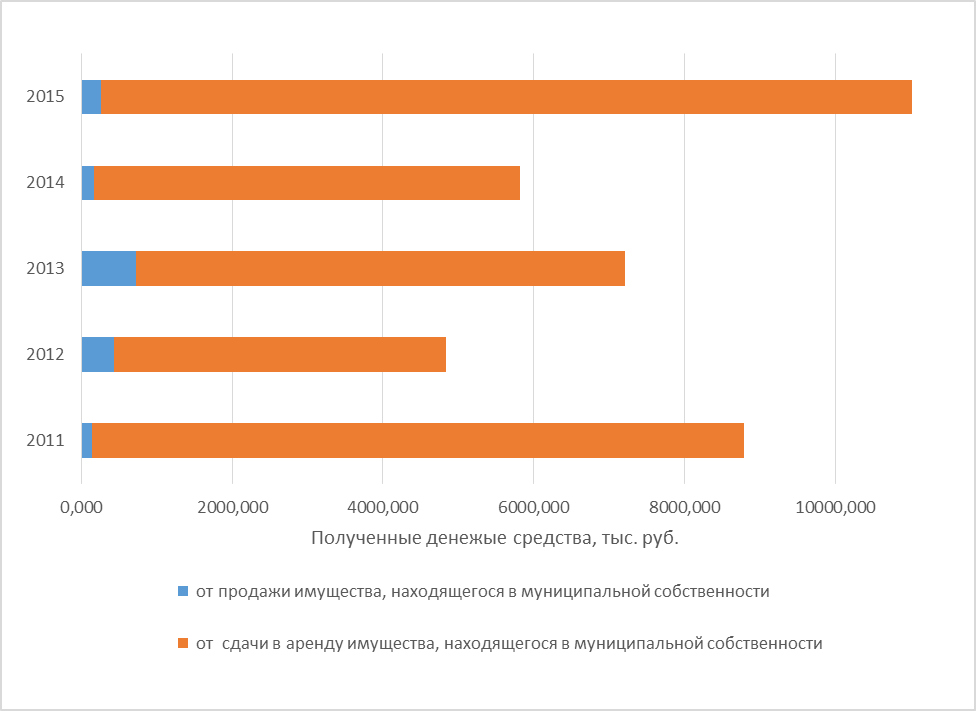 2015
2014
2013
2012
2011
0,000 2000,000 4000,000 6000,000 8000,000 10000,000
Полученные денежые средства, тыс. руб.
от продажи имущества, находящегося в муниципальной собственности
от  сдачи в аренду имущества, находящегося в муниципальной собственности